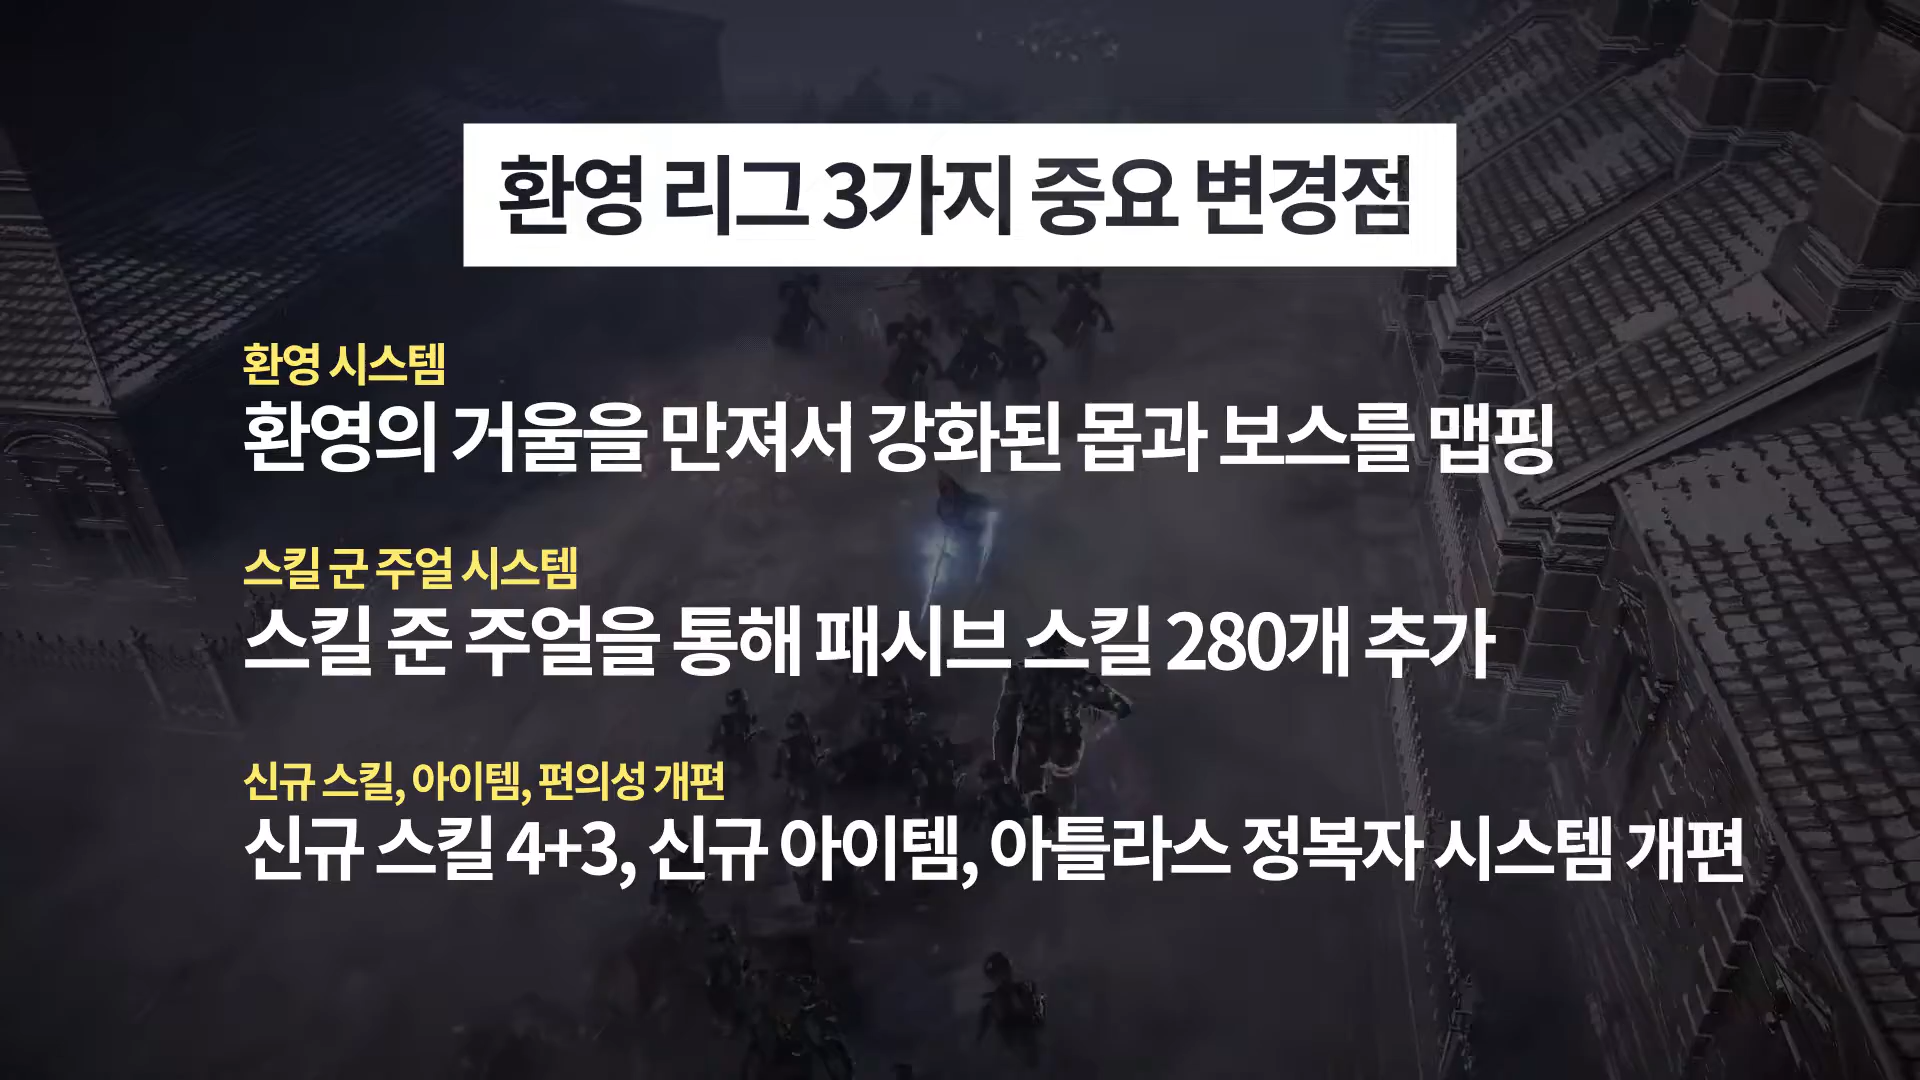 환영 리그 3가지 중요 변경점
환영 시스템
환영의 거울을 만져서 강화된 몹과 보스를 맵핑
스킬 군 주얼 시스템
스킬 준 주얼을 통해 패시브 스킬 280개 추가
신규 스킬, 아이템, 편의성 개편
신규 스킬 4+3, 신규 아이템, 아틀라스 정복자 시스템 개편